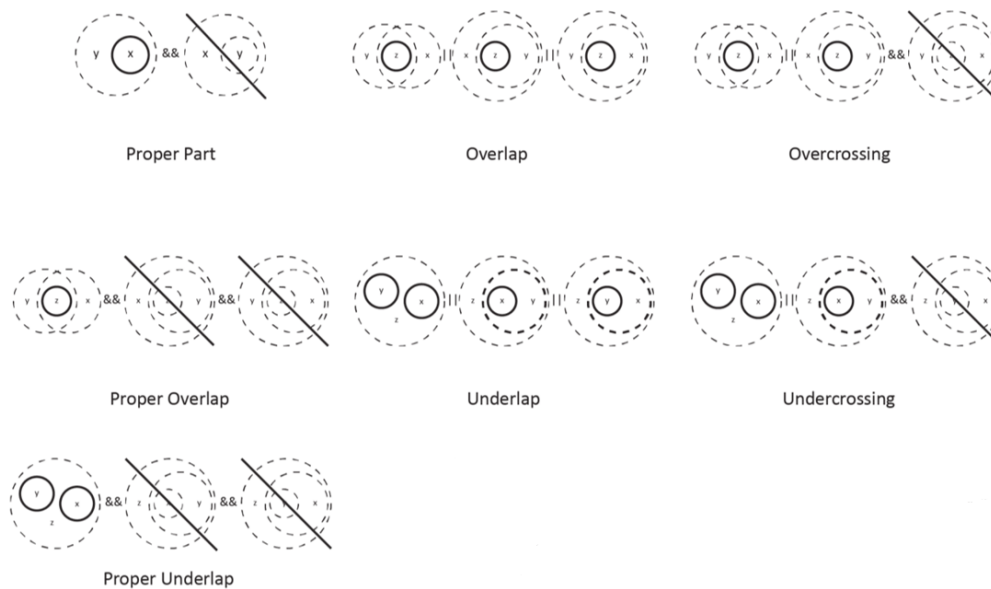 y x && x y
y z x || x z y || y z x
y z x || x z y && y x
Proper Part
Overlap
Overcrossing
y z x && x y && y x
y x z || z x y || z y x
y x z || z x y && z y x
Proper Overlap
Underlap
Undercrossing
y x z && z y && z x
Proper Underlap